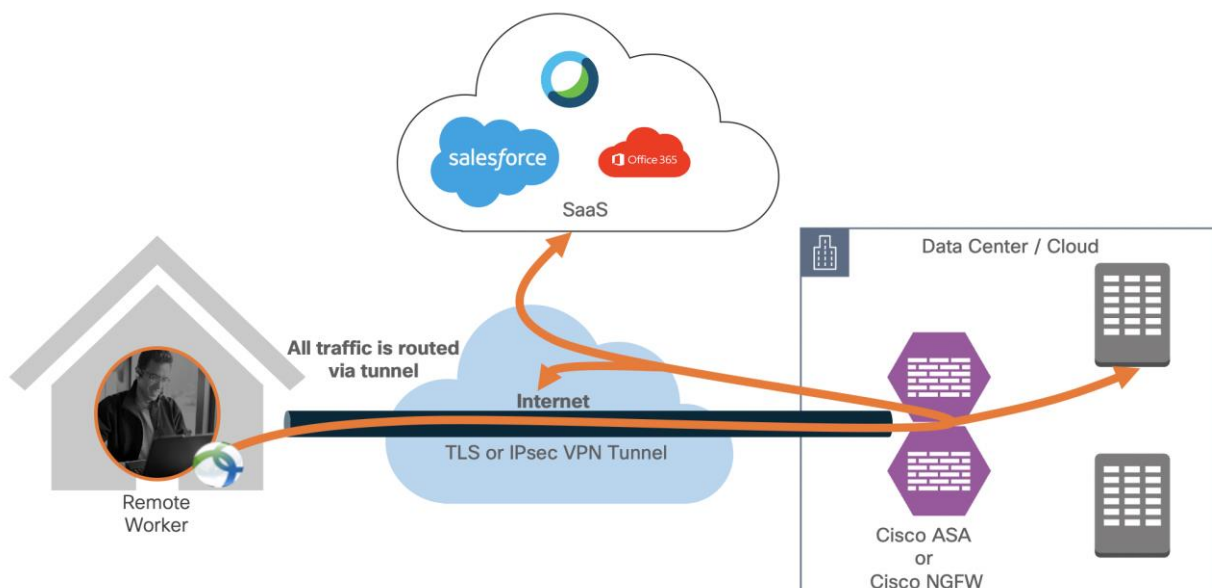 salesforce
Office 365
SaaS
Data Center / Cloud
All traffic is routed
via tunnel
Internet
TLS or IPsec VPN Tunnel
Remote
Worker
Cisco ASA
or
Cisco NGFW